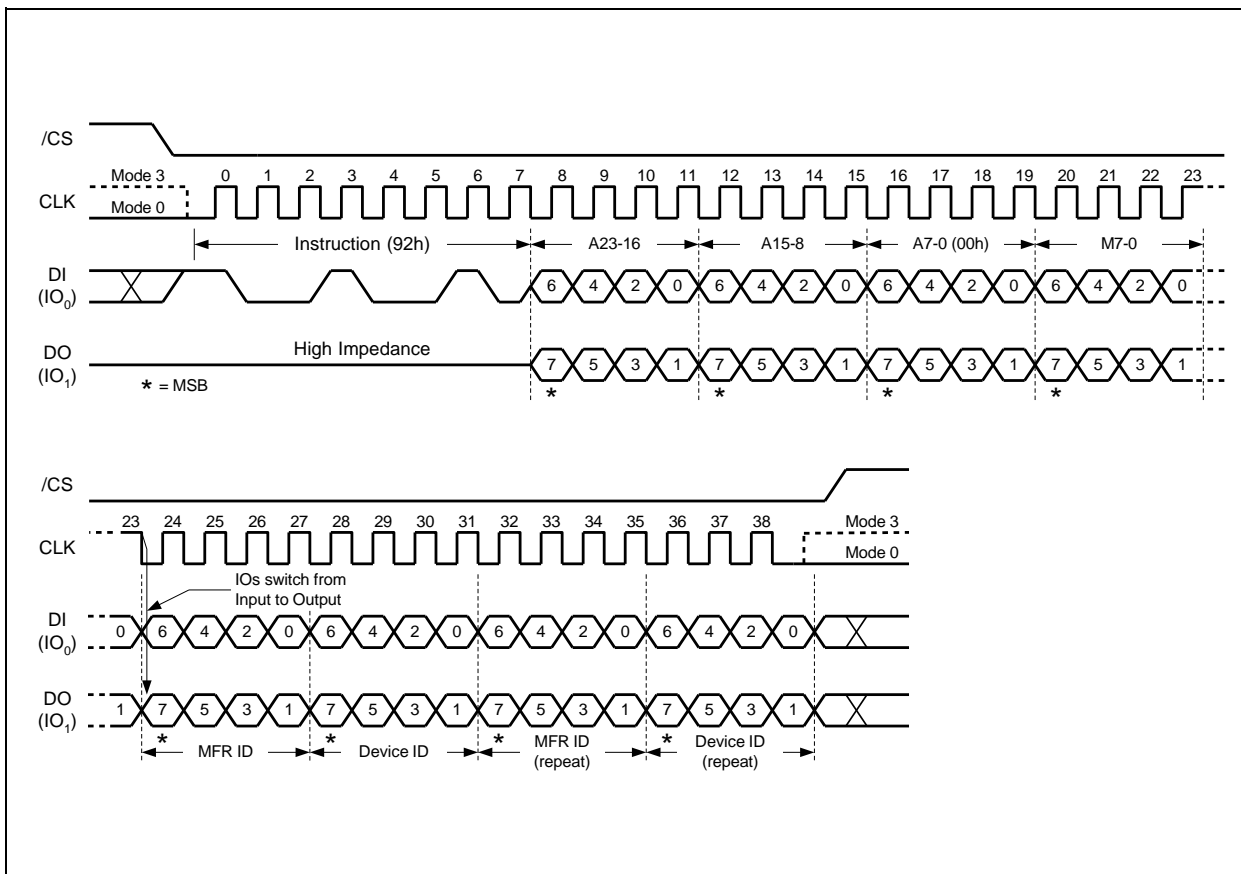 /CS
Mode 3
0 1 2 3 4 5 6 7 8 9 10 11 12 13 14 15 16 17 18 19 20 21 22 23
CLK
Mode 0
Instruction (92h) A23-16 A15-8 A7-0 (00h) M7-0
DI
(IO0)
6 4 2 0 6 4 2 0 6 4 2 0 6 4 2 0
High Impedance
DO
(IO1)
7 5 3 1 7 5 3 1 7 5 3 1 7 5 3 1
* = MSB
* * * *
/CS
23 24 25 26 27 28 29 30 31 32 33 34 35 36 37 38
Mode 3
CLK
Mode 0
IOs switch from
Input to Output
DI
(IO0)
0 6 4 2 0 6 4 2 0 6 4 2 0 6 4 2 0
DO
(IO1)
1 7 5 3 1 7 5 3 1 7 5 3 1 7 5 3 1
* * * *
MFR ID Device ID MFR ID
(repeat)
Device ID
(repeat)